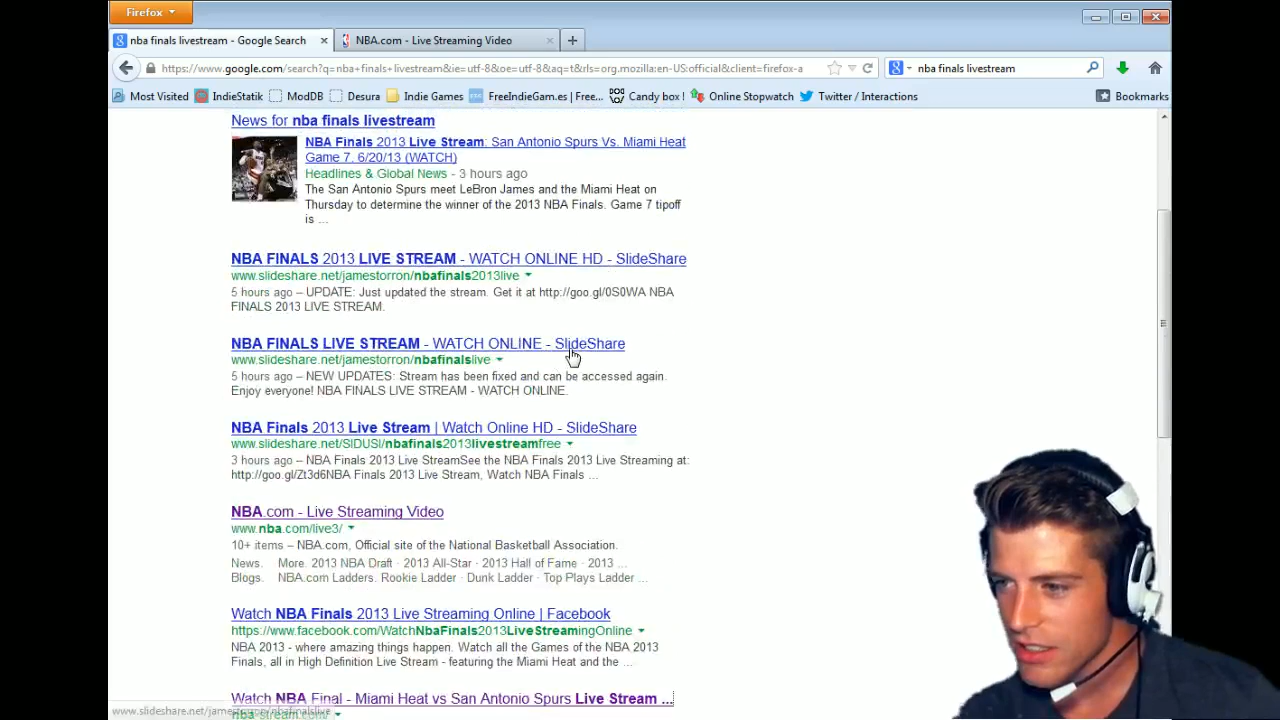 Firefox
nba finals livestream - Google Search
NBA.com - Live Streaming Video
https://www.google.com/search?q=nba+finals+livestream&ie=utf-8&oe=utf-8&aq=t&rls=org.mozilla:en-US:official&client=firefox-a
nba finals livestream
Most Visited
IndieStatik
ModDB
Desura
Indie Games
FreeIndieGam.es | Free...
Candy box!
Online Stopwatch
Twitter / Interactions
Bookmarks
News for nba finals livestream
NBA Finals 2013 Live Stream: San Antonio Spurs Vs. Miami Heat
Game 7, 6/20/13 (WATCH)
Headlines & Global News - 3 hours ago
The San Antonio Spurs meet LeBron James and the Miami Heat on
Thursday to determine the winner of the 2013 NBA Finals. Game 7 tipoff
is ...
NBA FINALS 2013 LIVE STREAM - WATCH ONLINE HD - SlideShare
www.slideshare.net/jamestorron/nbafinals2013live
5 hours ago – UPDATE: Just updated the stream. Get it at http://goo.gl/0S0WA NBA
FINALS 2013 LIVE STREAM.
NBA FINALS LIVE STREAM - WATCH ONLINE - SlideShare
www.slideshare.net/jamestorron/nbafinalslive
5 hours ago – NEW UPDATES: Stream has been fixed and can be accessed again.
Enjoy everyone! NBA FINALS LIVE STREAM - WATCH ONLINE.
NBA Finals 2013 Live Stream | Watch Online HD - SlideShare
www.slideshare.net/SIDUSI/nbafinals2013livestreamfree
3 hours ago – NBA Finals 2013 Live StreamSee the NBA Finals 2013 Live Streaming at:
http://goo.gl/Zt3d6NBA Finals 2013 Live Stream, Watch NBA Finals ...
NBA.com - Live Streaming Video
www.nba.com/live3/
10+ items – NBA.com, Official site of the National Basketball Association.
News. More. 2013 NBA Draft · 2013 All-Star · 2013 Hall of Fame · 2013 ...
Blogs. NBA.com Ladders. Rookie Ladder · Dunk Ladder · Top Plays Ladder ...
Watch NBA Finals 2013 Live Streaming Online | Facebook
https://www.facebook.com/WatchNbaFinals2013LiveStreamingOnline
NBA 2013 - where amazing things happen. Watch all the Games of the NBA 2013
Finals, all in High Definition Live Stream - featuring the Miami Heat and the ...
Watch NBA Final - Miami Heat vs San Antonio Spurs Live Stream ...
www.slideshare.net/jamestorron/nbafinalslive
nba-stream.com/